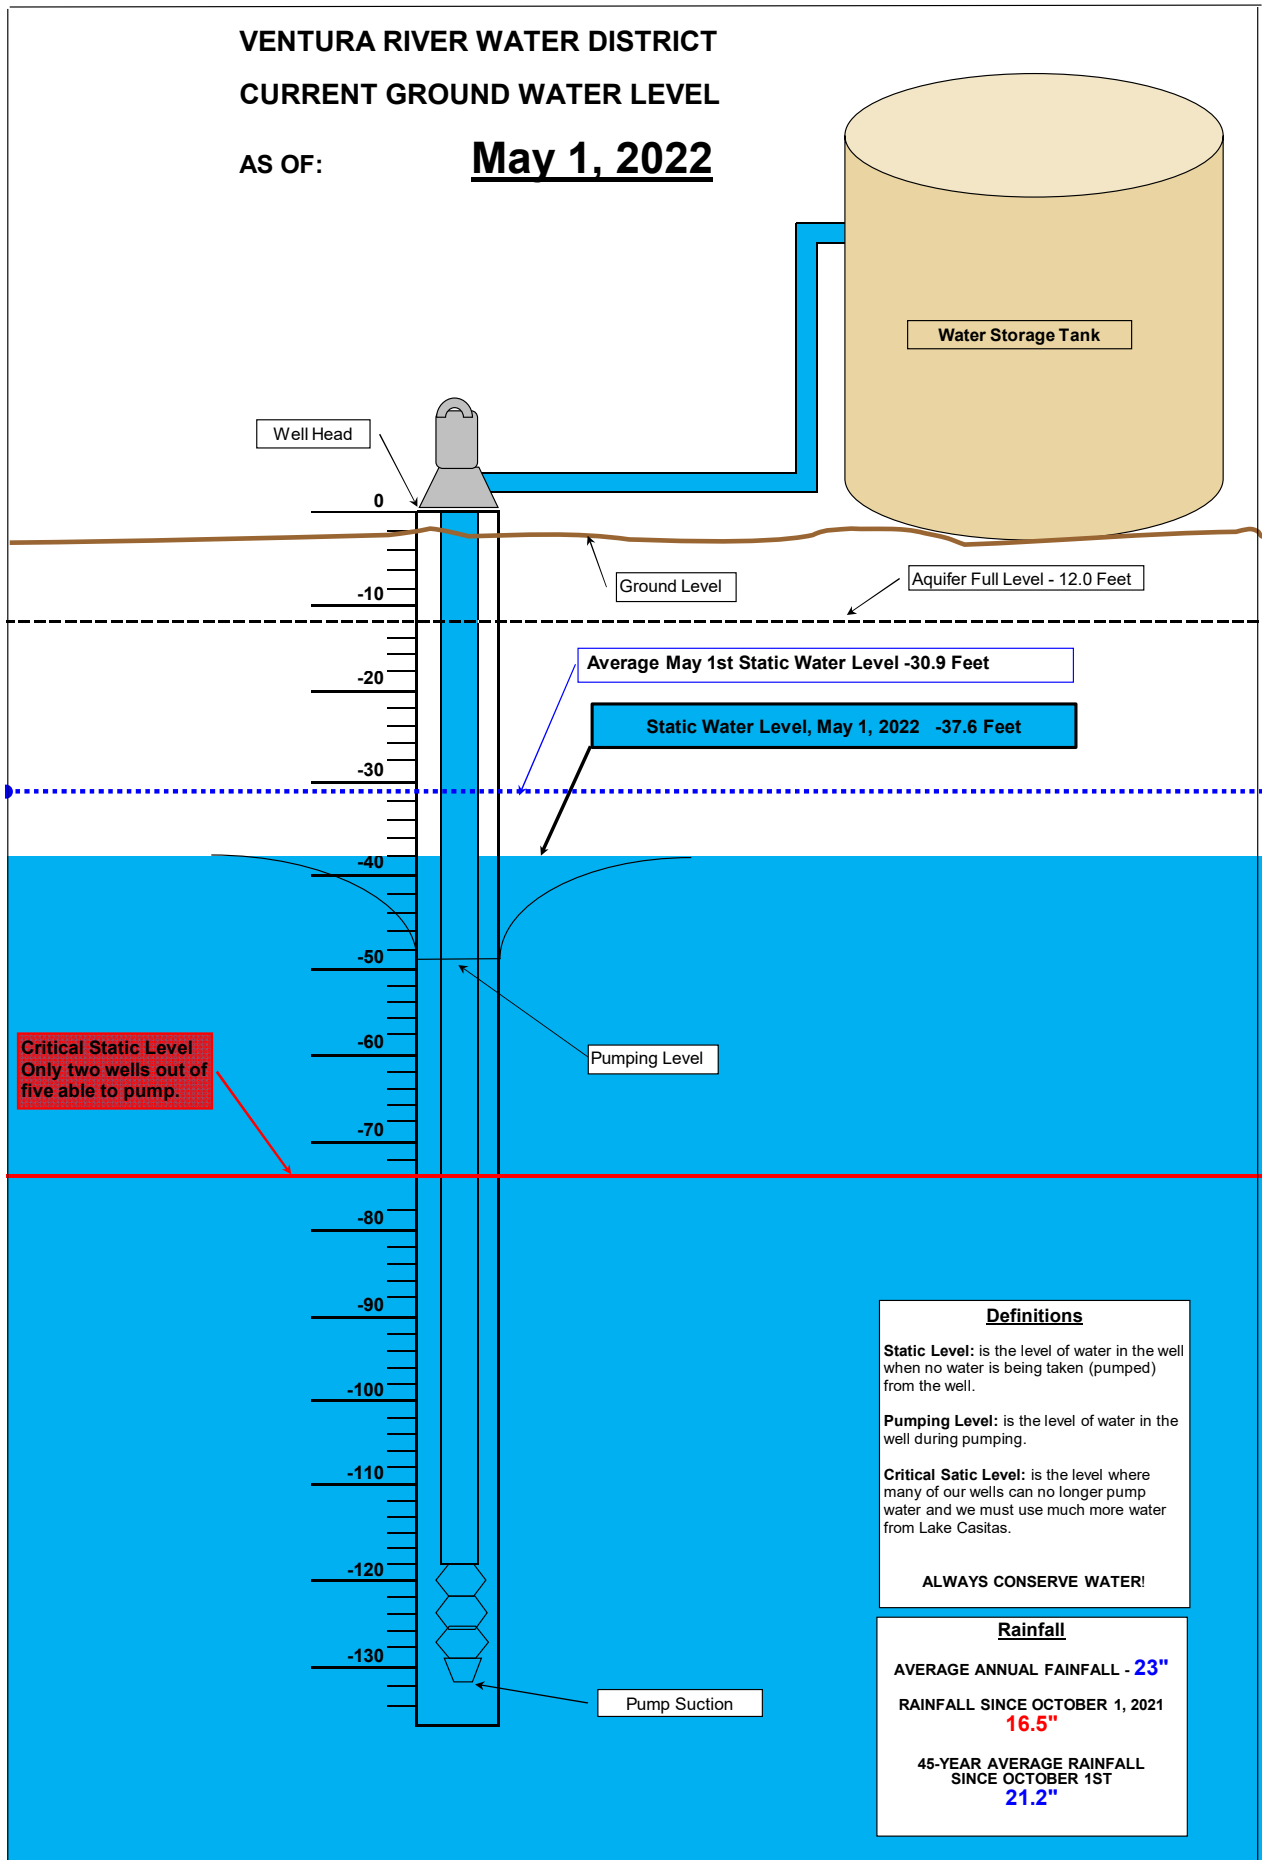 VENTURA RIVER WATER DISTRICT
CURRENT GROUND WATER LEVEL
AS OF: May 1, 2022
Water Storage Tank
Well Head
0
Ground Level
Aquifer Full Level - 12.0 Feet
-10
Average May 1st Static Water Level -30.9 Feet
-20
Static Water Level, May 1, 2022 -37.6 Feet
-30
-40
-50
Critical Static Level
Only two wells out of
five able to pump.
-60
Pumping Level
-70
-80
-90
-100
-110
-120
-130
Pump Suction
Definitions
Static Level: is the level of water in the well
when no water is being taken (pumped)
from the well.
Pumping Level: is the level of water in the
well during pumping.
Critical Satic Level: is the level where
many of our wells can no longer pump
water and we must use much more water
from Lake Casitas.
ALWAYS CONSERVE WATER!
Rainfall
AVERAGE ANNUAL FAINFALL - 23"
RAINFALL SINCE OCTOBER 1, 2021
16.5"
45-YEAR AVERAGE RAINFALL
SINCE OCTOBER 1ST
21.2"